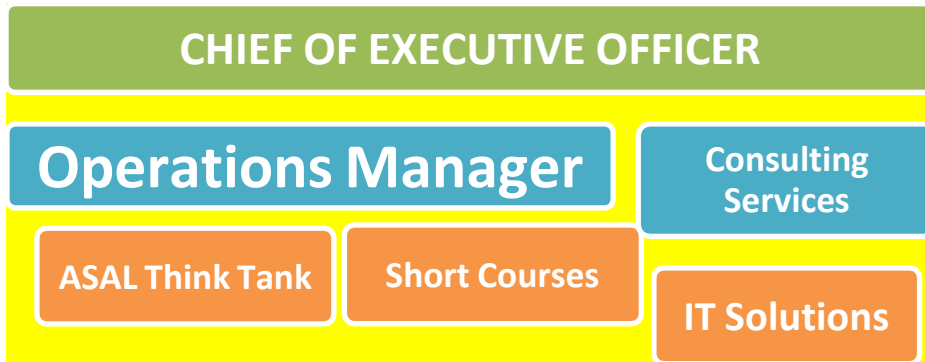 CHIEF OF EXECUTIVE OFFICER
Operations Manager
Consulting
Services
ASAL Think Tank
Short Courses
IT Solutions